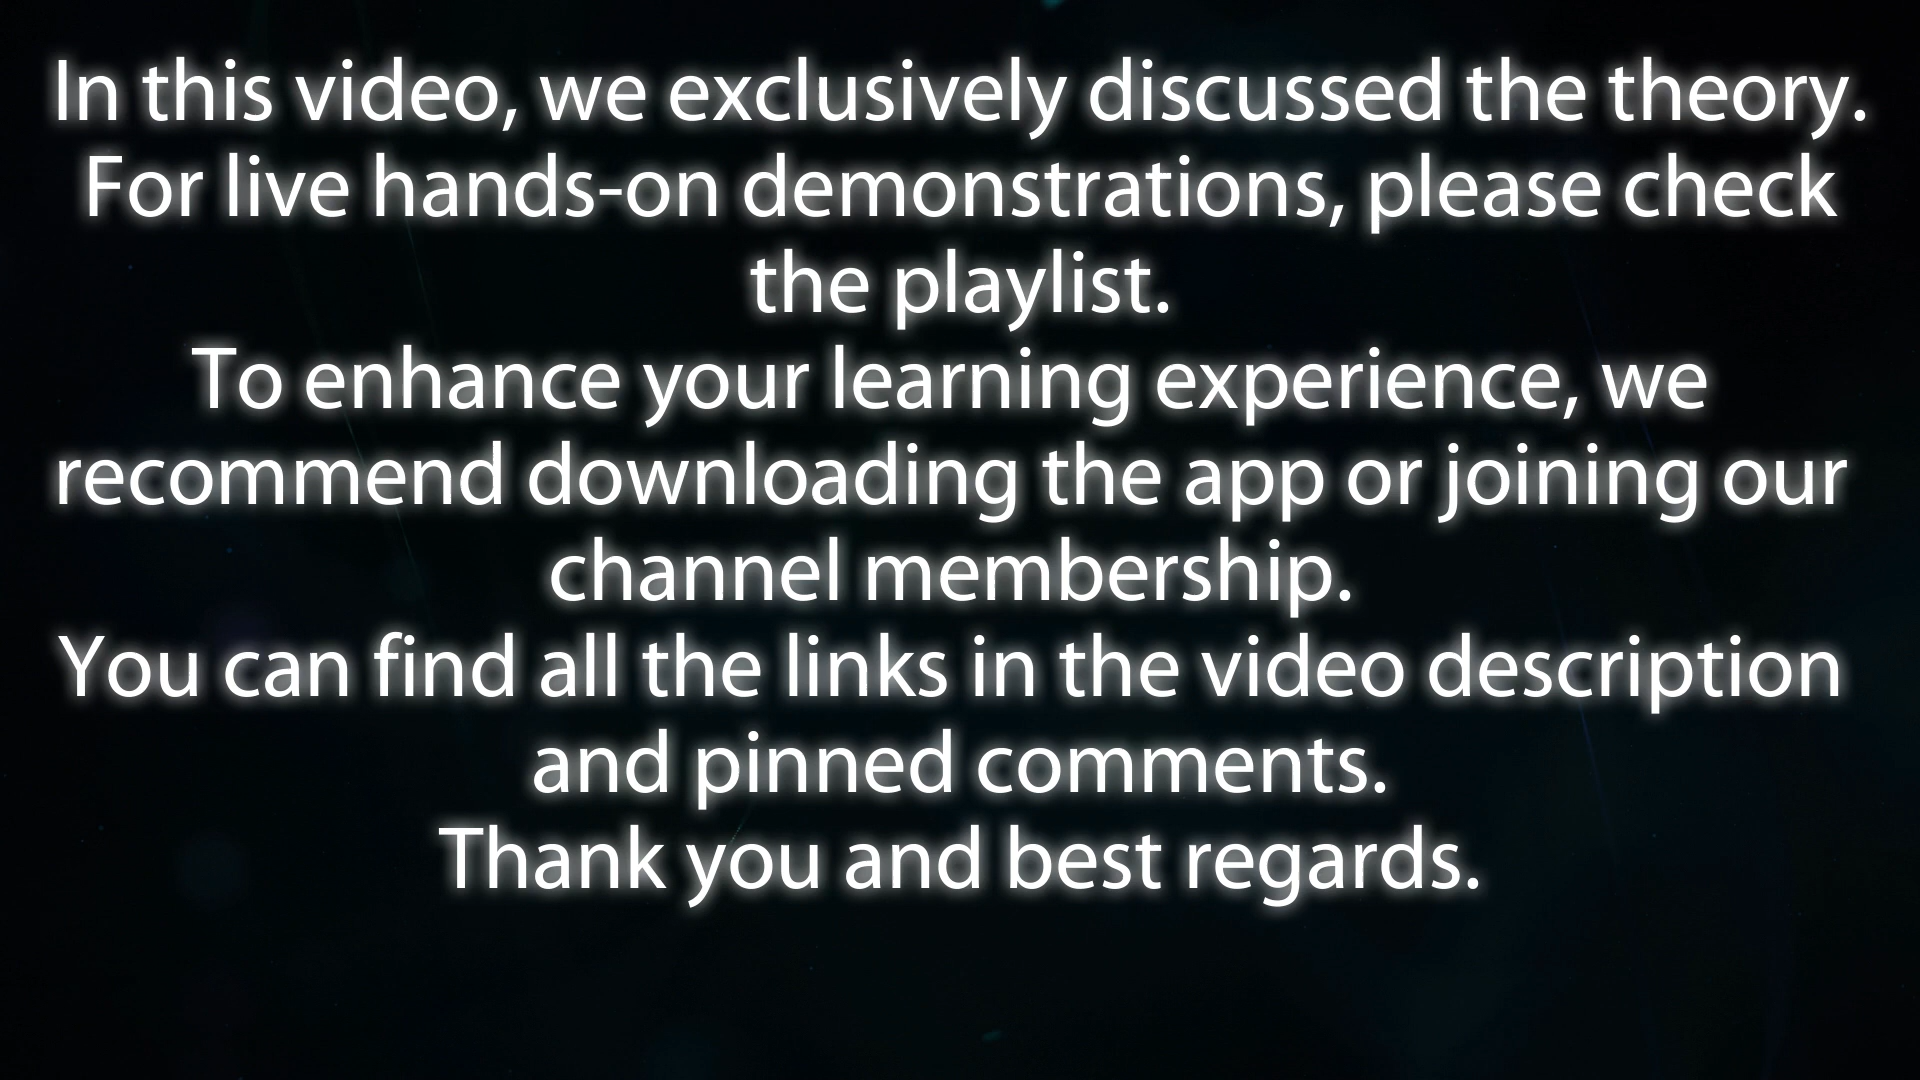 In this video, we exclusively discussed the theory.
For live hands-on demonstrations, please check
the playlist.
To enhance your learning experience, we
recommend downloading the app or joining our
channel membership.
You can find all the links in the video description
and pinned comments.
Thank you and best regards.